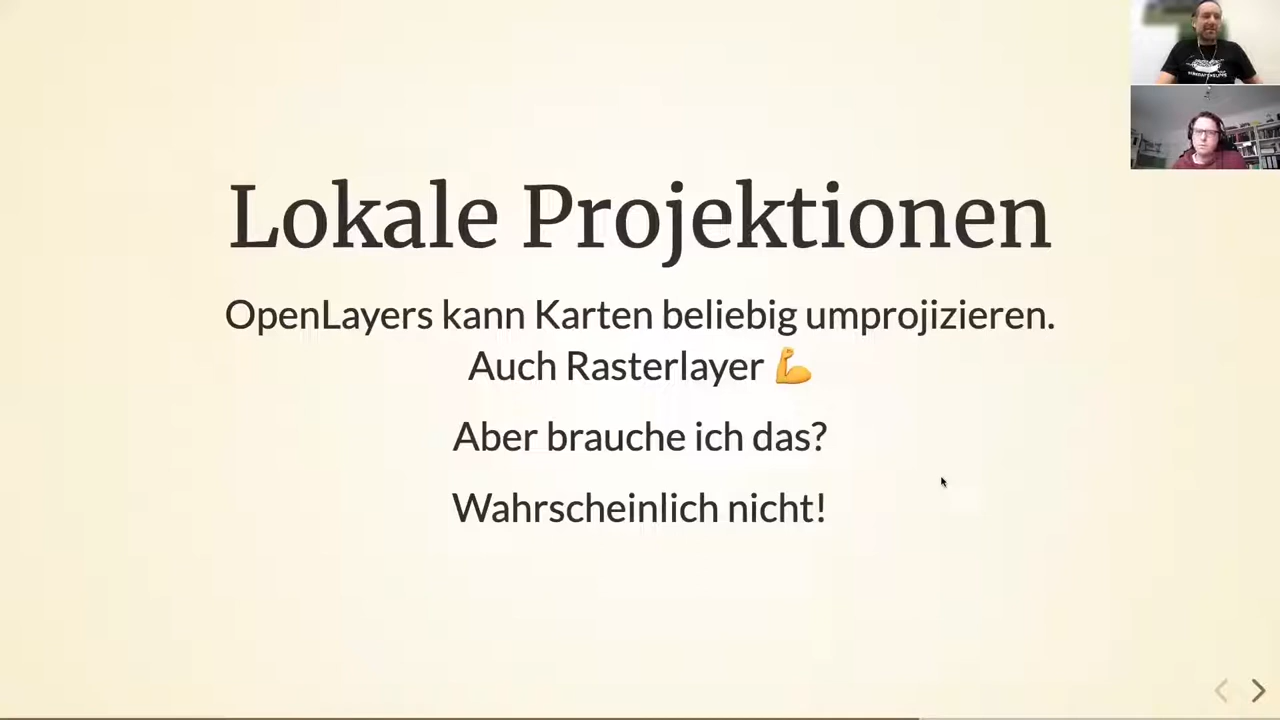 Lokale Projektionen
OpenLayers kann Karten beliebig umprojizieren.
Auch Rasterlayer 💪
Aber brauche ich das?
Wahrscheinlich nicht!